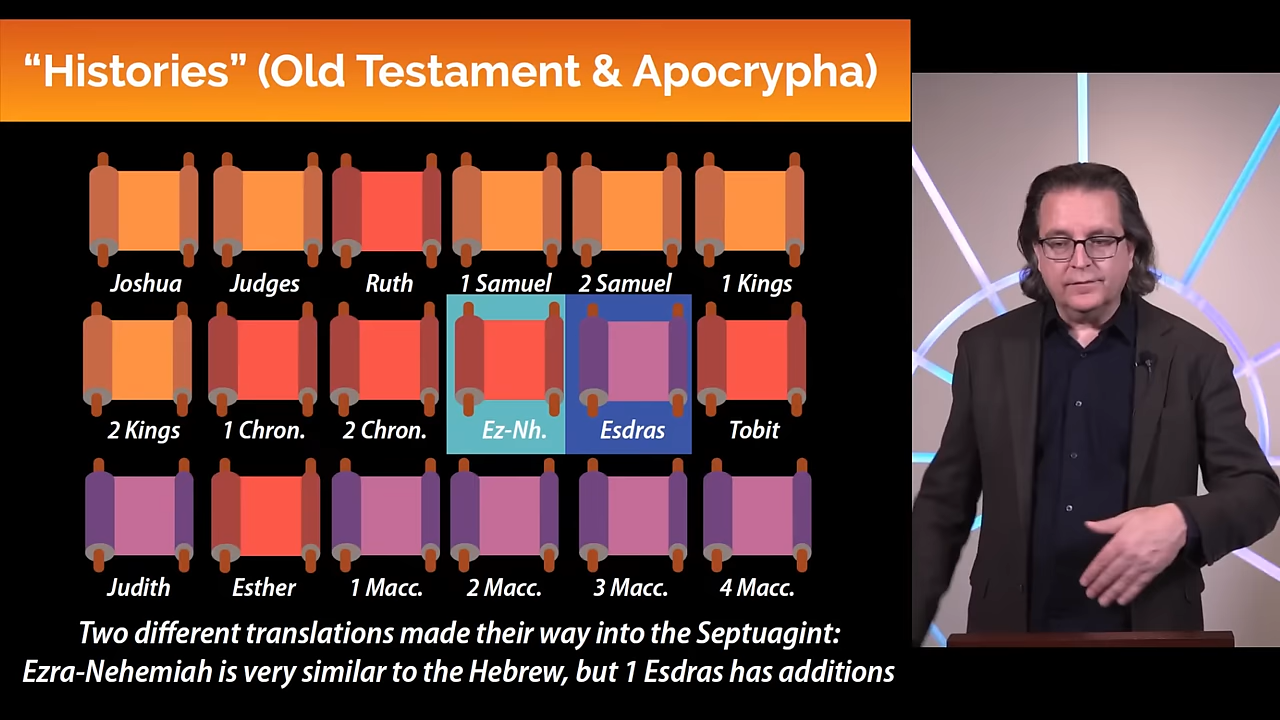 “Histories” (Old Testament & Apocrypha)
Joshua Judges Ruth 1 Samuel 2 Samuel 1 Kings
2 Kings 1 Chron. 2 Chron. Ez-Nh. Esdras Tobit
Judith Esther 1 Macc. 2 Macc. 3 Macc. 4 Macc.
Two different translations made their way into the Septuagint:
Ezra-Nehemiah is very similar to the Hebrew, but 1 Esdras has additions